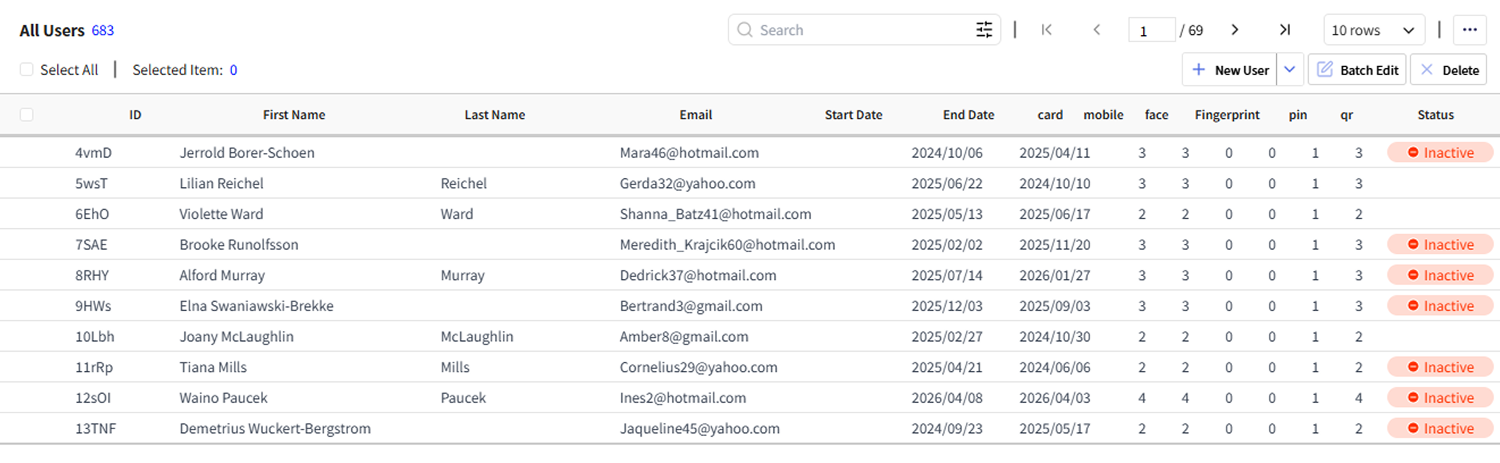 All Users 683 Search 1 / 69 10 rows
Select All Selected Item: 0 New User Batch Edit Delete
ID First Name Last Name Email Start Date End Date card mobile face Fingerprint pin qr Status
4vmD Jerrold Borer-Schoen Mara46@hotmail.com 2024/10/06 2025/04/11 3 3 0 0 1 3 Inactive
5wsT Lilian Reichel Reichel Gerda32@yahoo.com 2025/06/22 2024/10/10 3 3 0 0 1 3
6EhO Violette Ward Ward Shanna_Batz41@hotmail.com 2025/05/13 2025/06/17 2 2 0 0 1 2
7SAE Brooke Runolfsson Meredith_Krajcik60@hotmail.com 2025/02/02 2025/11/20 3 3 0 0 1 3 Inactive
8RHY Alford Murray Murray Dedrick37@hotmail.com 2025/07/14 2026/01/27 3 3 0 0 1 3 Inactive
9HWs Elna Swaniawski-Brekke Bertrand3@gmail.com 2025/12/03 2025/09/03 3 3 0 0 1 3 Inactive
10Lbh Joany McLaughlin McLaughlin Amber8@gmail.com 2025/02/27 2024/10/30 2 2 0 0 1 2
11rRp Tiana Mills Mills Cornelius29@yahoo.com 2025/04/21 2024/06/06 2 2 0 0 1 2 Inactive
12sOI Waino Paucek Paucek Ines2@hotmail.com 2026/04/08 2026/04/03 4 4 0 0 1 4 Inactive
13TNF Demetrius Wuckert-Bergstrom Jaqueline45@yahoo.com 2024/09/23 2025/05/17 2 2 0 0 1 2 Inactive